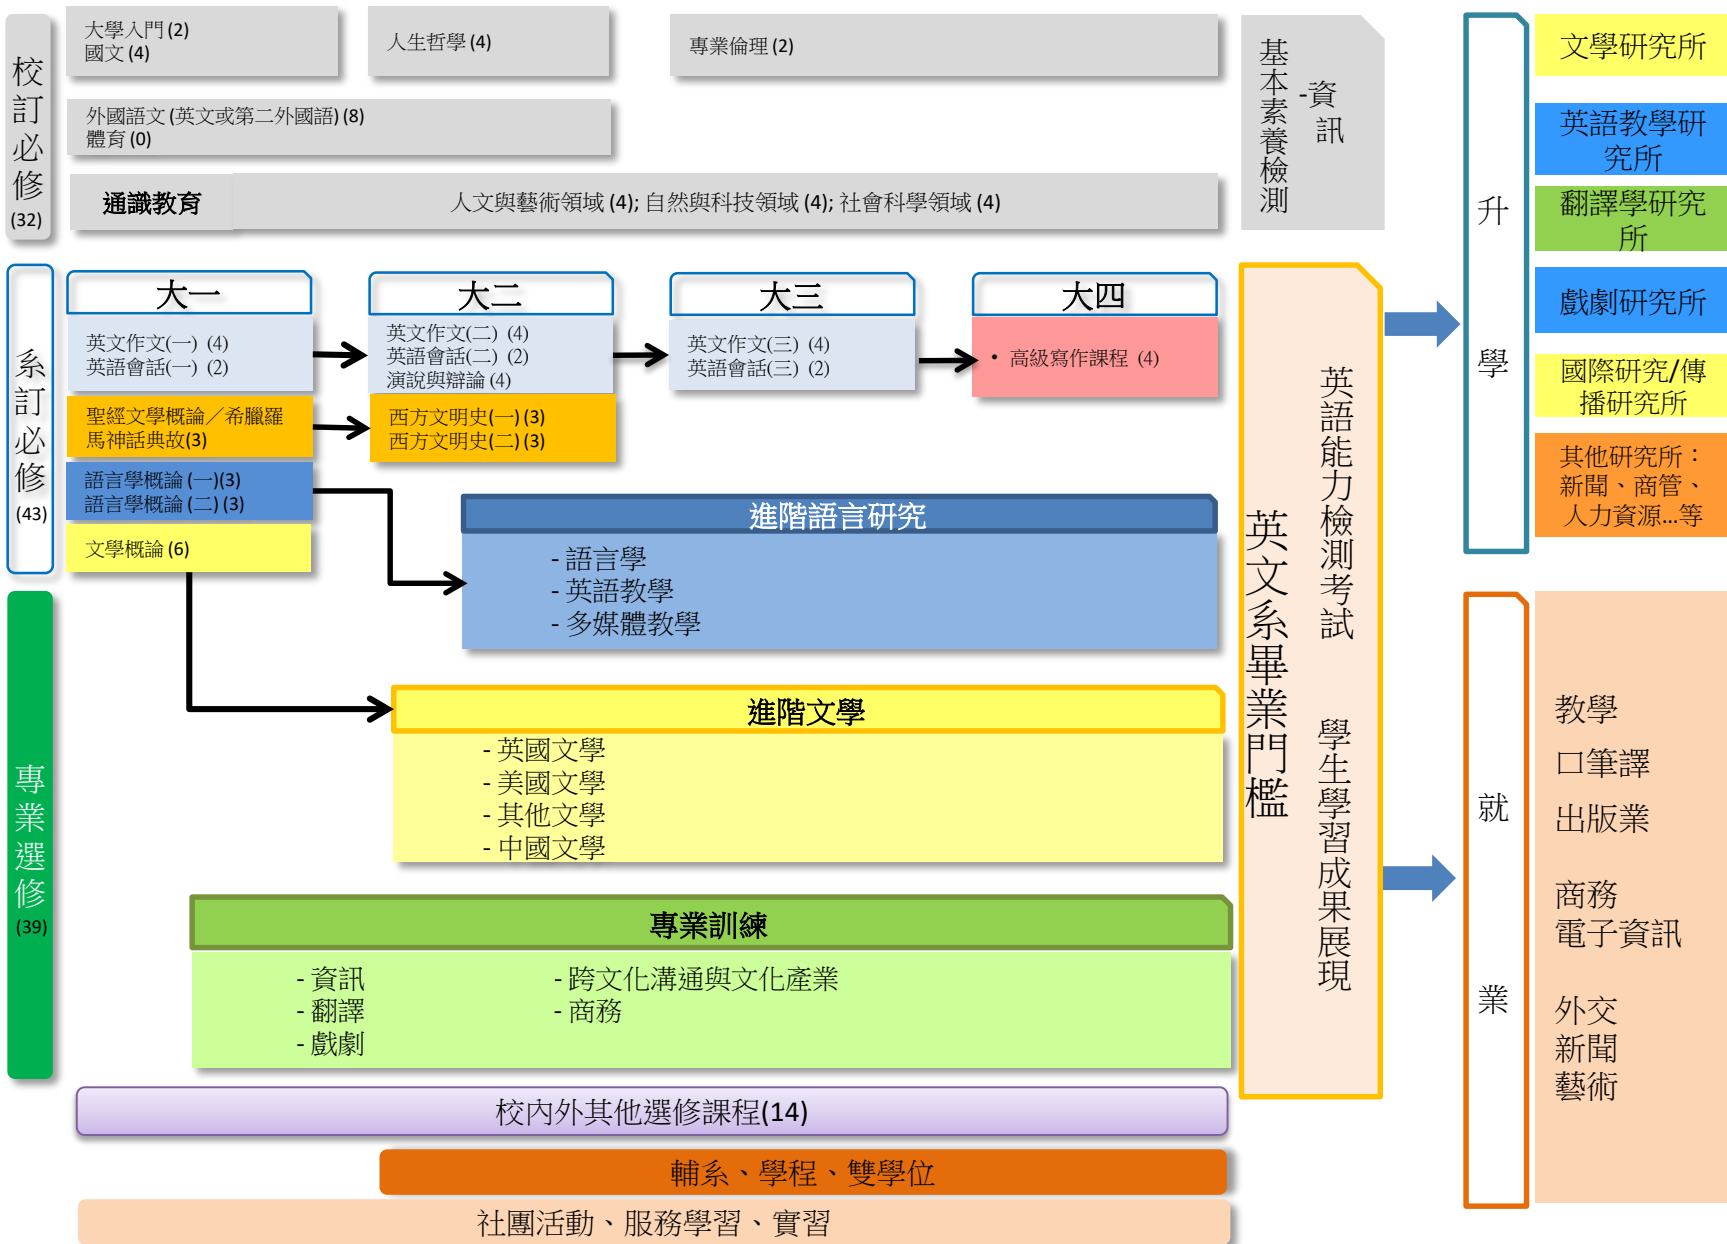 校訂必修
(32)
大學入門 (2)
國文 (4)
人生哲學 (4)
專業倫理 (2)
外國語文 (英文或第二外國語) (8)
體育 (0)
通識教育
人文與藝術領域 (4); 自然與科技領域 (4); 社會科學領域 (4)
基本素養檢測
-資訊
系訂必修
(43)
大一
英文作文(一) (4)
英語會話(一) (2)
聖經文學概論／希臘羅
馬神話典故(3)
語言學概論 (一)(3)
語言學概論 (二) (3)
文學概論 (6)
大二
英文作文(二) (4)
英語會話(二) (2)
演說與辯論 (4)
西方文明史(一) (3)
西方文明史(二) (3)
大三
英文作文(三) (4)
英語會話(三) (2)
大四
• 高級寫作課程 (4)
進階語言研究
- 語言學
- 英語教學
- 多媒體教學
專業選修
(39)
進階文學
- 英國文學
- 美國文學
- 其他文學
- 中國文學
專業訓練
- 資訊
- 翻譯
- 戲劇
- 跨文化溝通與文化產業
- 商務
校內外其他選修課程(14)
輔系、學程、雙學位
社團活動、服務學習、實習
英文系畢業門檻
英語能力檢測考試
學生學習成果展現
升學
文學研究所
英語教學研
究所
翻譯學研究
所
戲劇研究所
國際研究/傳
播研究所
其他研究所：
新聞、商管、
人力資源...等
就業
教學
口筆譯
出版業
商務
電子資訊
外交
新聞
藝術